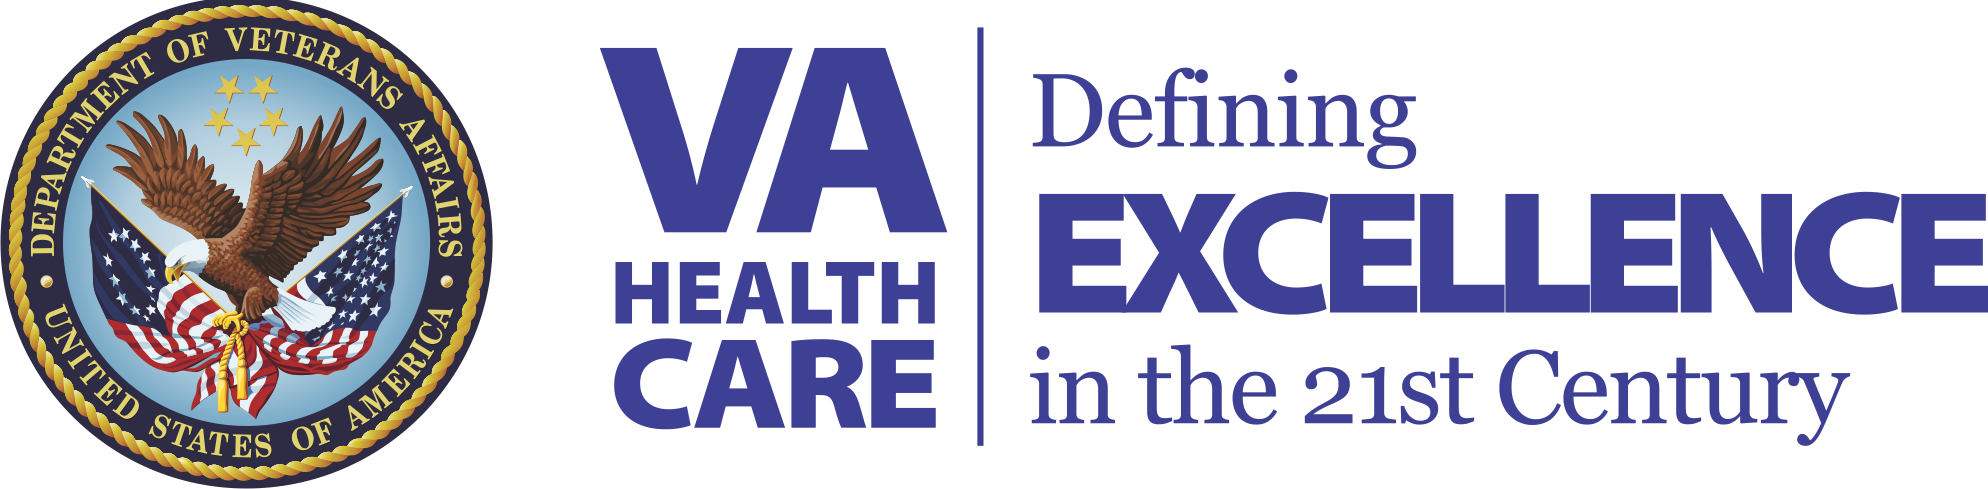 DEPARTMENT OF VETERANS AFFAIRS
UNITED STATES OF AMERICA
VA
HEALTH
CARE
Defining
EXCELLENCE
in the 21st Century